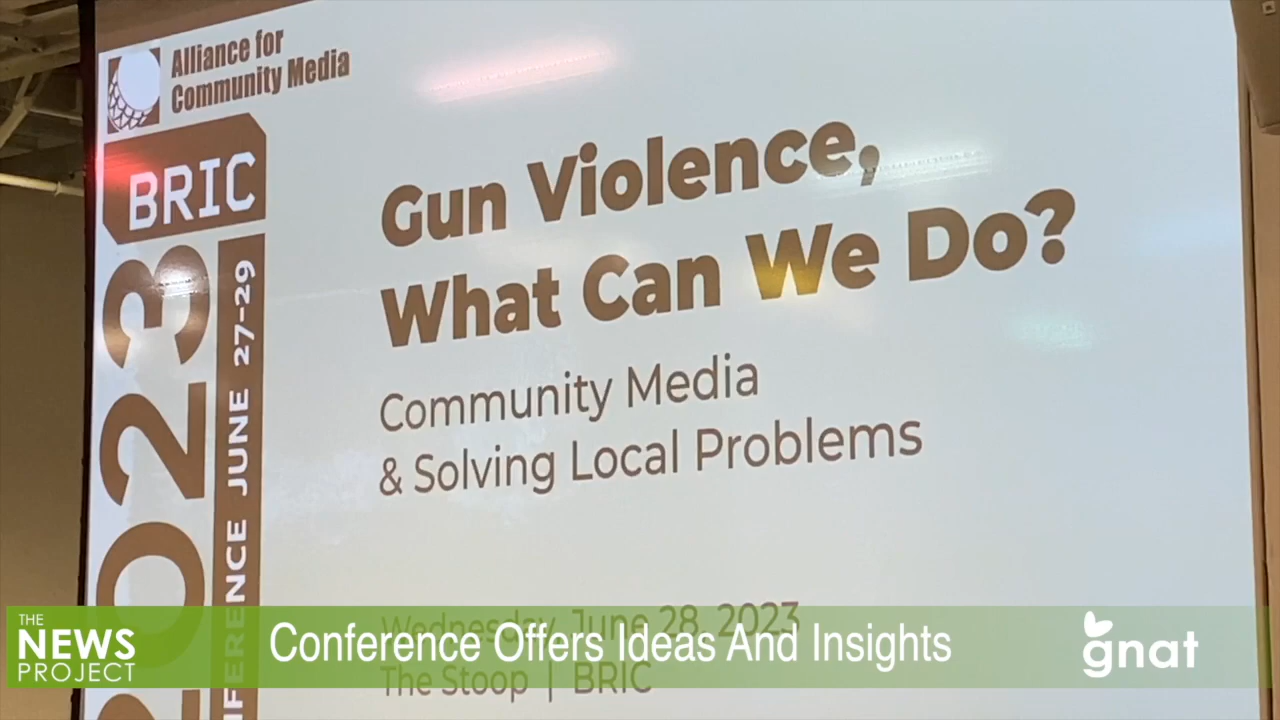 Alliance for
Community Media
BRIC
2023
CONFERENCE JUNE 27-29
Gun Violence,
What Can We Do?
Community Media
& Solving Local Problems
Wednesday, June 28, 2023
The Stoop | BRIC
THE
NEWS
PROJECT
Conference Offers Ideas And Insights
gnat